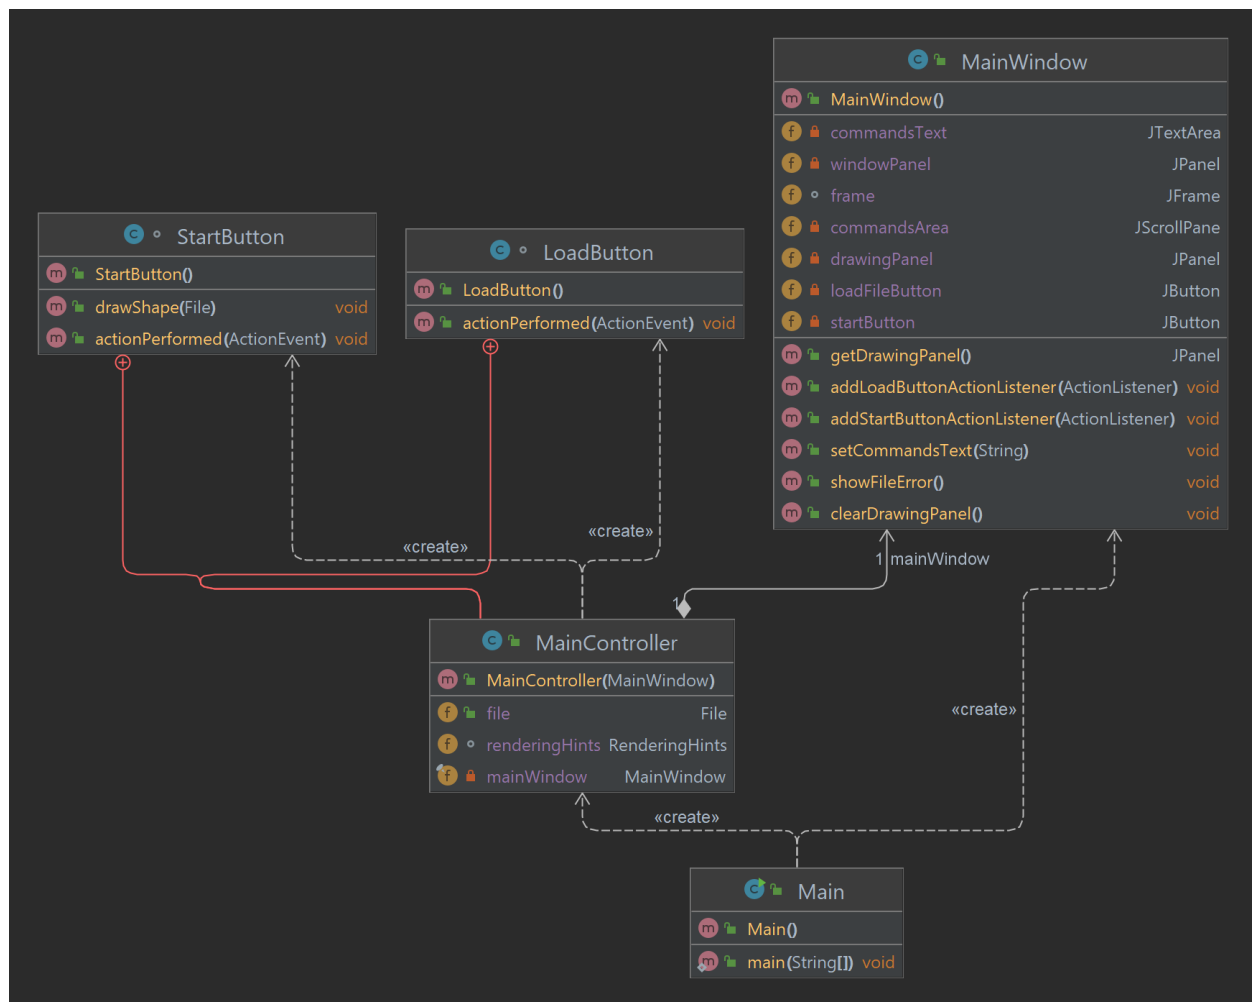 MainWindow
MainWindow()
commandsText JTextArea
windowPanel JPanel
frame JFrame
commandsArea JScrollPane
drawingPanel JPanel
loadFileButton JButton
startButton JButton
getDrawingPanel() JPanel
addLoadButtonActionListener(ActionListener) void
addStartButtonActionListener(ActionListener) void
setCommandsText(String) void
showFileError() void
clearDrawingPanel() void
StartButton
StartButton()
drawShape(File) void
actionPerformed(ActionEvent) void
LoadButton
LoadButton()
actionPerformed(ActionEvent) void
«create»
«create»
1 mainWindow
1
MainController
MainController(MainWindow)
file File
renderingHints RenderingHints
mainWindow MainWindow
«create»
«create»
Main
Main()
main(String[]) void